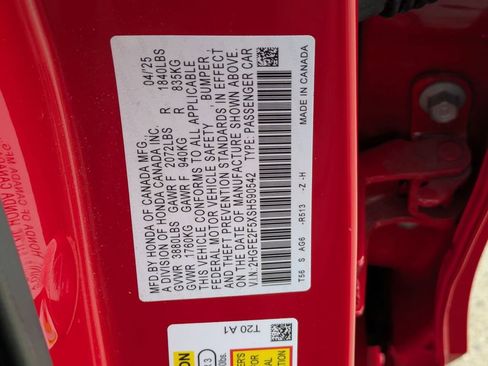 MFD.BY HONDA OF CANADA MFG. 04/25
A DIVISION OF HONDA CANADA INC.
GVWR 3880LBS GAWR F 2072LBS R 1840LBS
GVWR 1760KG GAWR F 940KG R 835KG
THIS VEHICLE CONFORMS TO ALL APPLICABLE
FEDERAL MOTOR VEHICLE SAFETY , BUMPER ,
AND THEFT PREVENTION STANDARDS IN EFFECT
ON THE DATE OF MANUFACTURE SHOWN ABOVE.
V.I.N: 2HGFE2F5XSH590542 TYPE: PASSENGER CAR
T56 S AG6 -R513 -Z -H
MADE IN CANADA
T20 A1